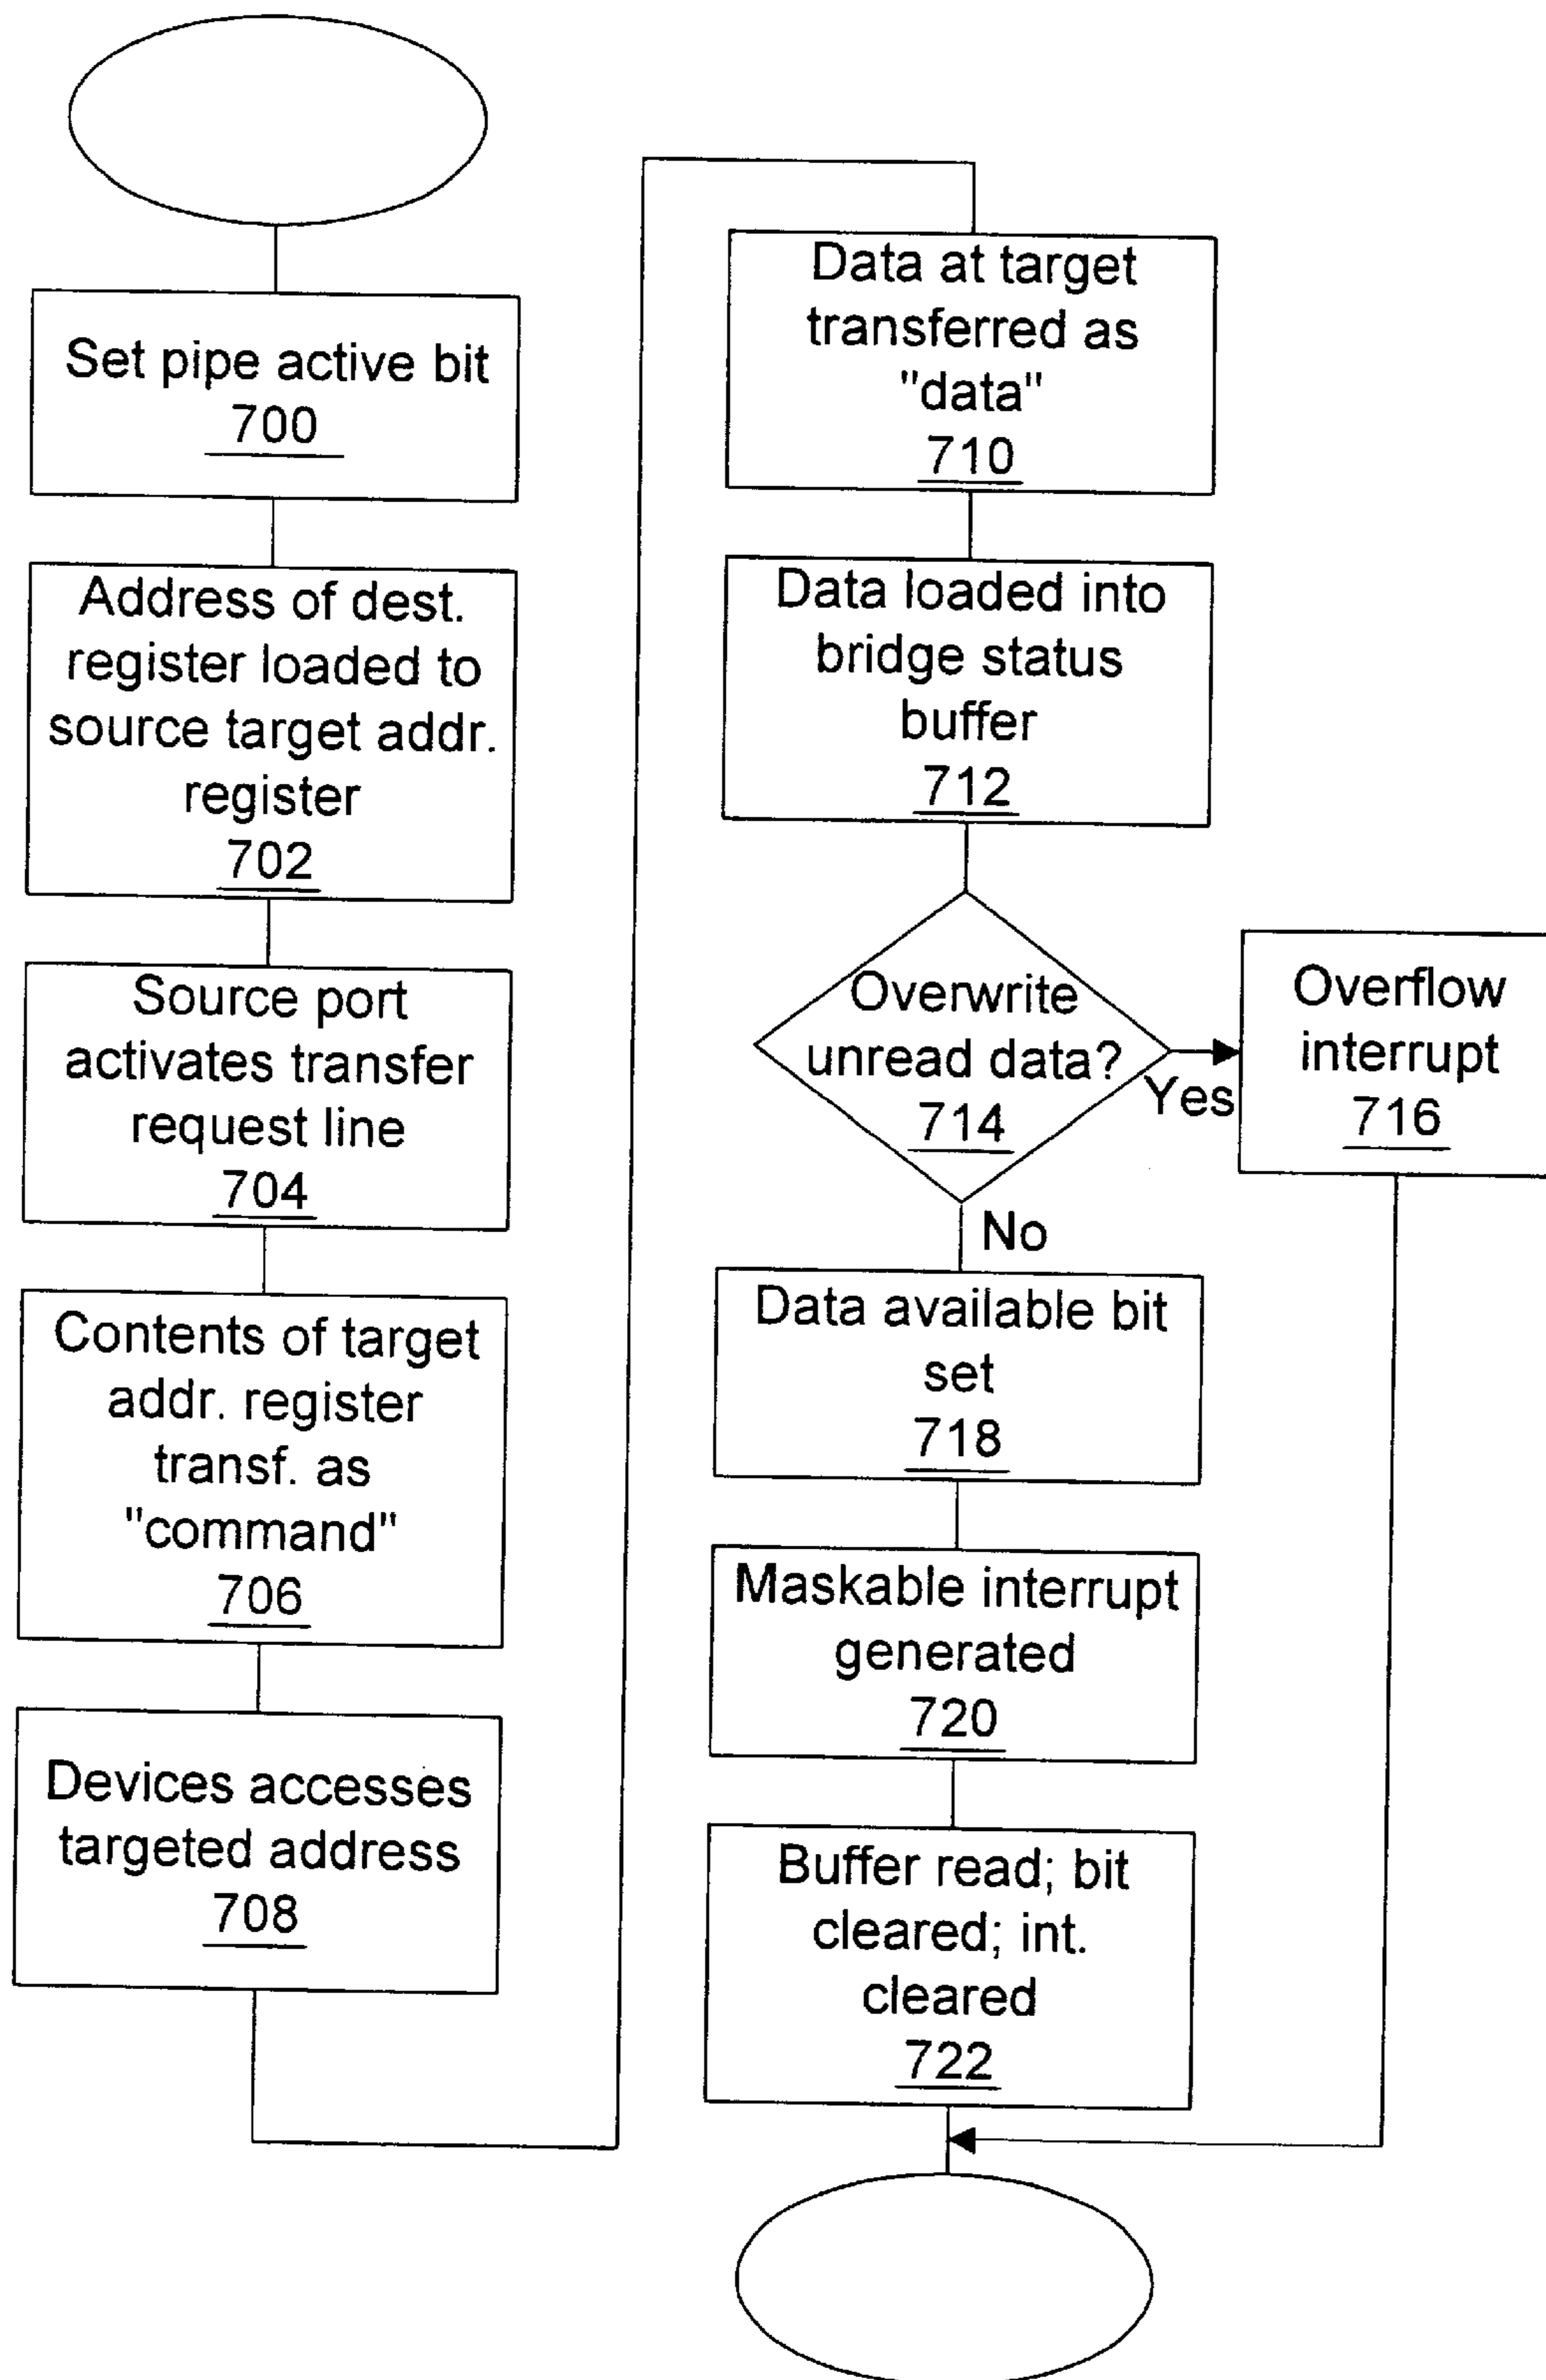 Set pipe active bit
700
Address of dest.
register loaded to
source target addr.
register
702
Source port
activates transfer
request line
704
Contents of target
addr. register
transf. as
"command"
706
Devices accesses
targeted address
708
Data at target
transferred as
"data"
710
Data loaded into
bridge status
buffer
712
Overwrite
unread data?
714
Yes
Overflow
interrupt
716
No
Data available bit
set
718
Maskable interrupt
generated
720
Buffer read; bit
cleared; int.
cleared
722